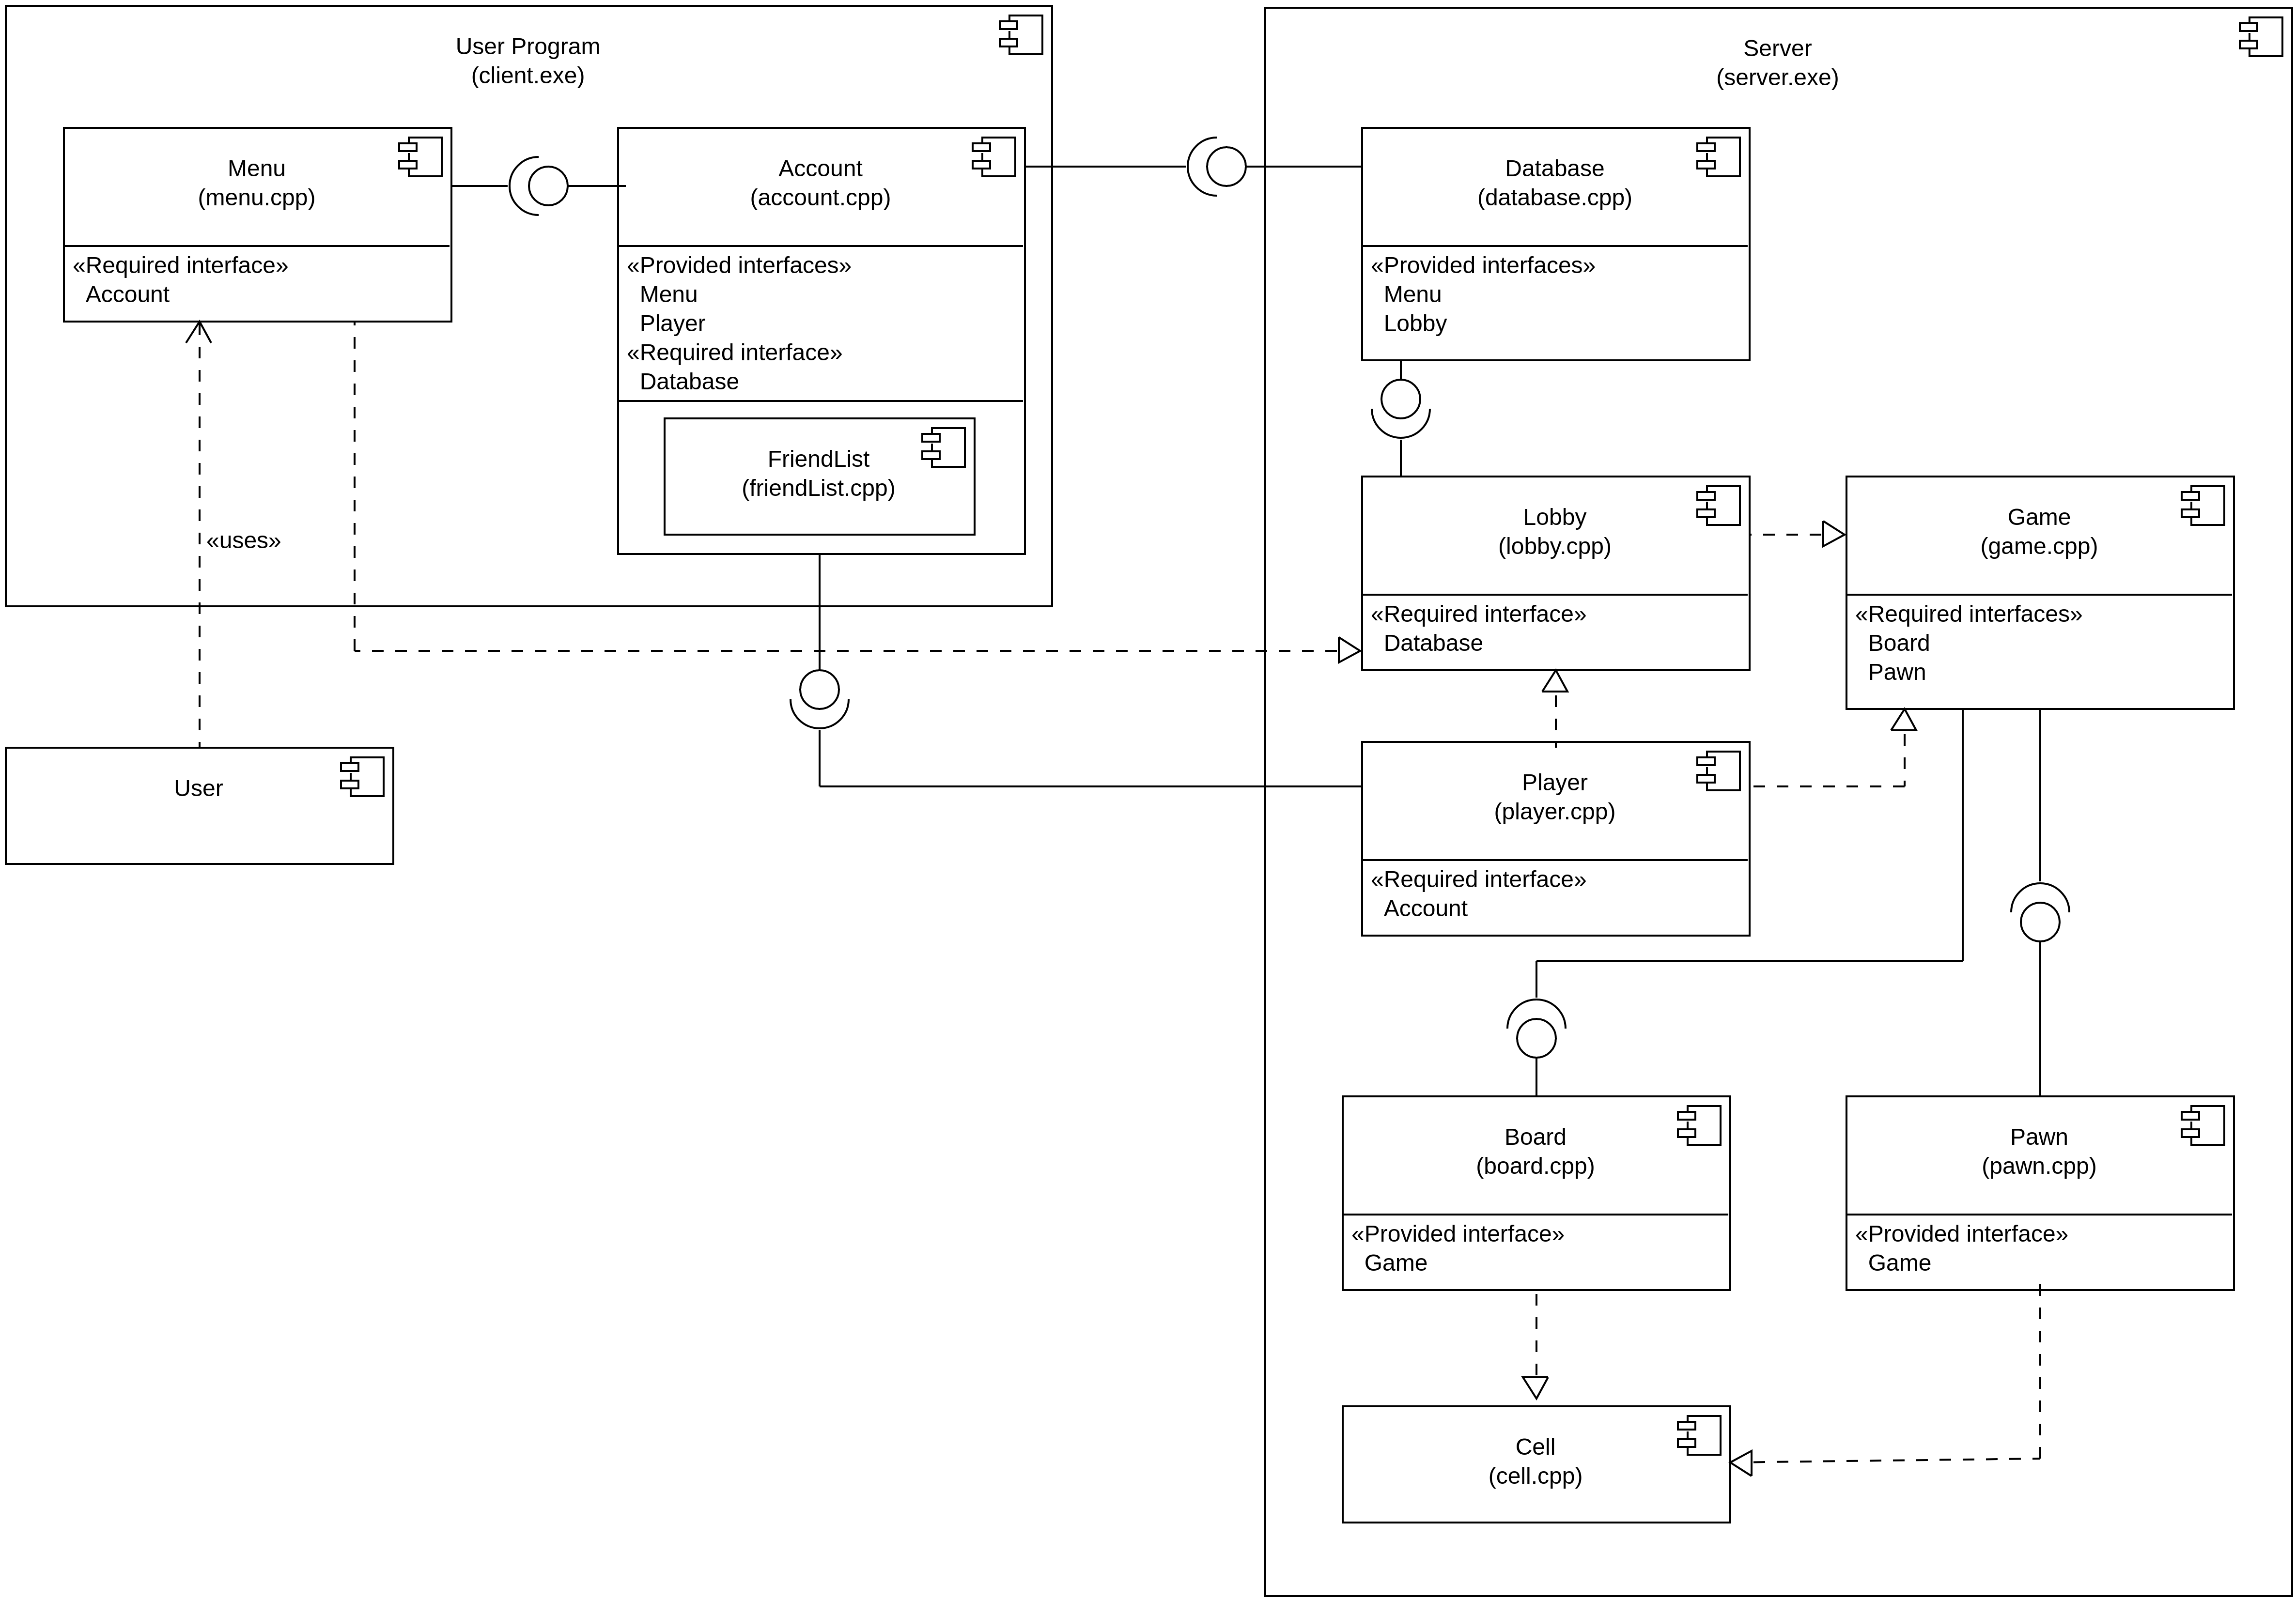 User Program
(client.exe)
Menu
(menu.cpp)
«Required interface»
Account
Account
(account.cpp)
«Provided interfaces»
Menu
Player
«Required interface»
Database
FriendList
(friendList.cpp)
«uses»
User
Server
(server.exe)
Database
(database.cpp)
«Provided interfaces»
Menu
Lobby
Lobby
(lobby.cpp)
«Required interface»
Database
Game
(game.cpp)
«Required interfaces»
Board
Pawn
Player
(player.cpp)
«Required interface»
Account
Board
(board.cpp)
«Provided interface»
Game
Pawn
(pawn.cpp)
«Provided interface»
Game
Cell
(cell.cpp)